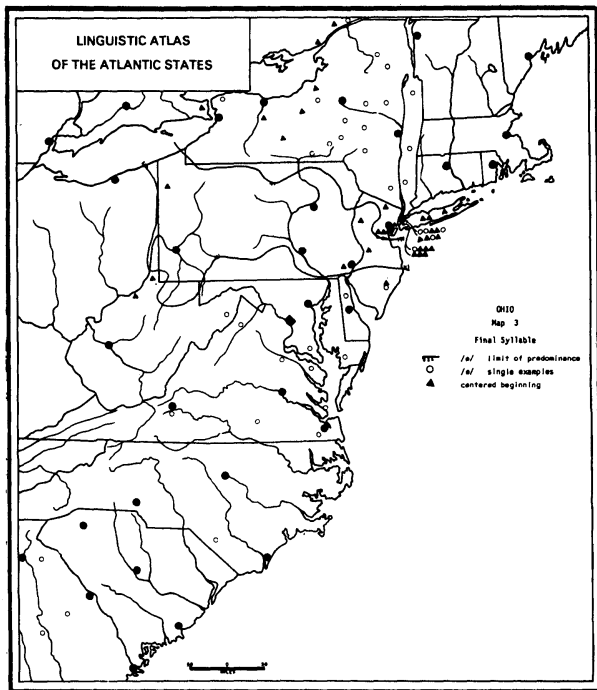 LINGUISTIC ATLAS
OF THE ATLANTIC STATES
OHIO
Map 3
Final Syllable
/ə/ limit of predominance
/ə/ single examples
centered beginning